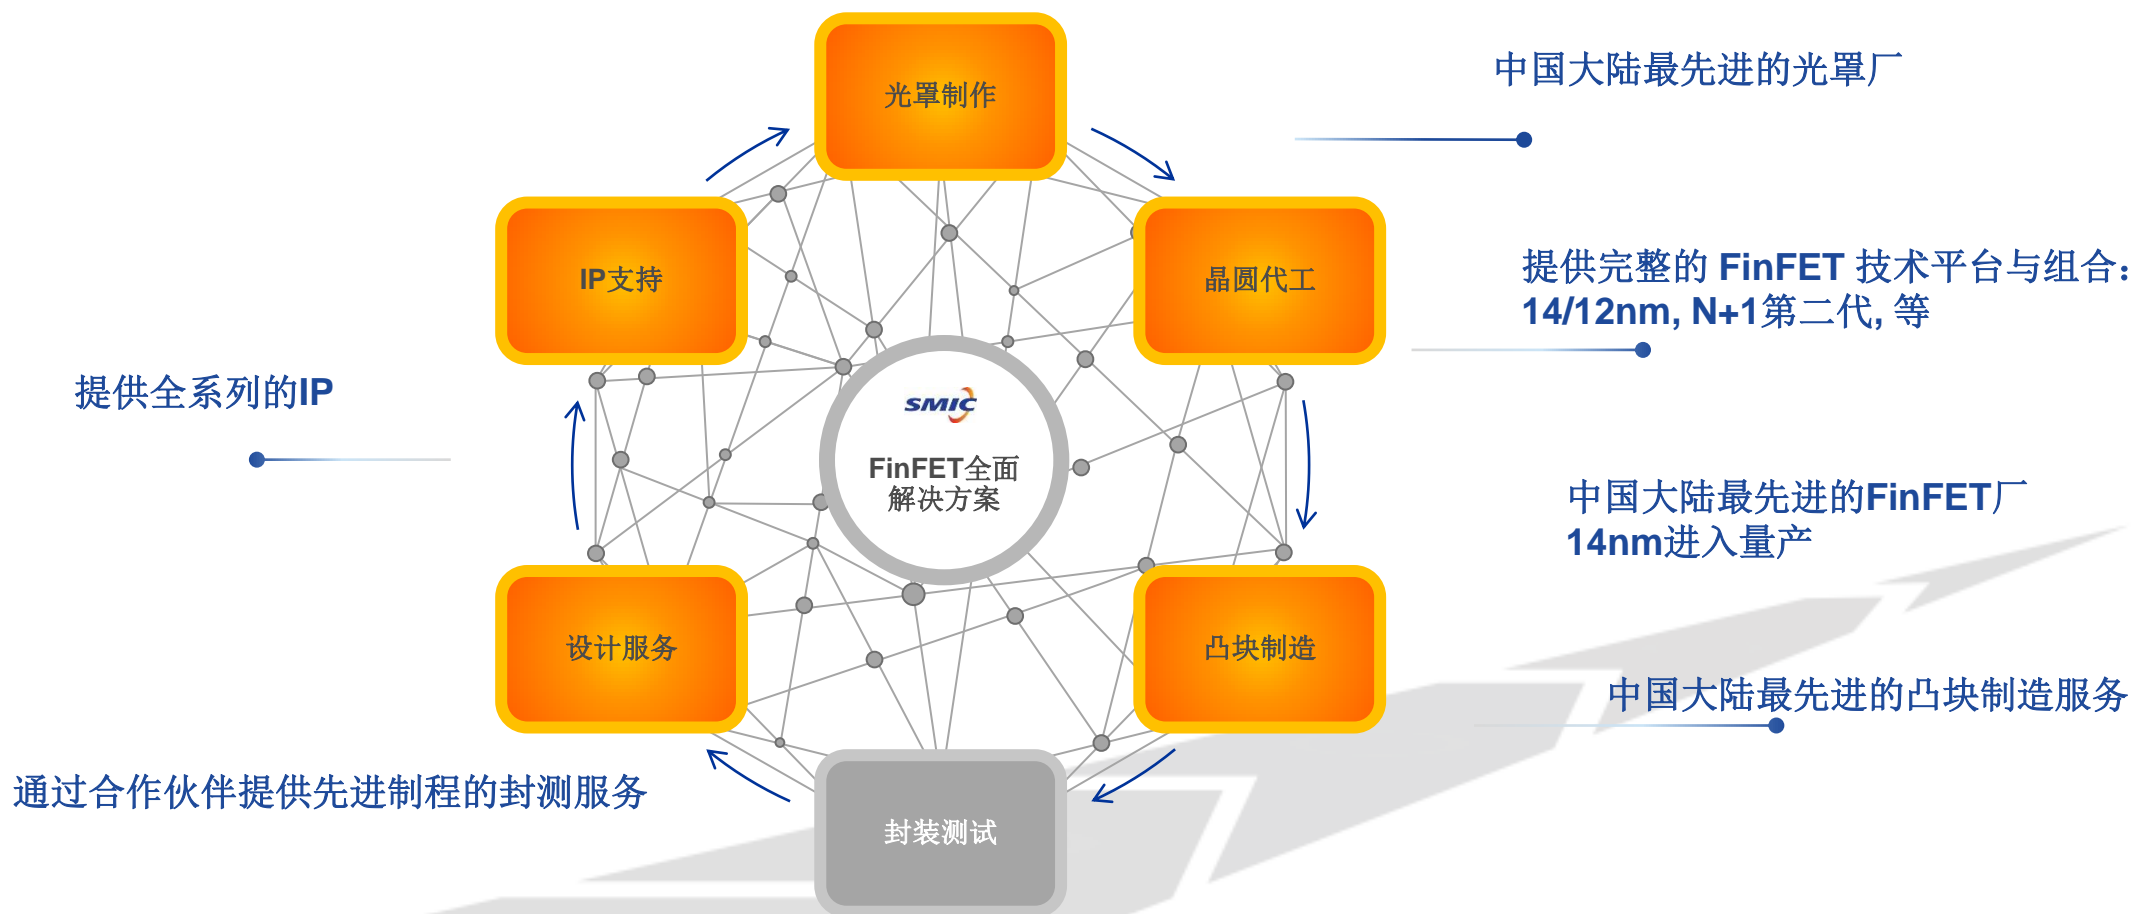 光罩制作
中国大陆最先进的光罩厂
IP支持
晶圆代工
提供完整的 FinFET 技术平台与组合：
14/12nm, N+1第二代, 等
提供全系列的IP
SMIC
FinFET全面
解决方案
中国大陆最先进的FinFET厂
14nm进入量产
设计服务
凸块制造
中国大陆最先进的凸块制造服务
通过合作伙伴提供先进制程的封测服务
封装测试